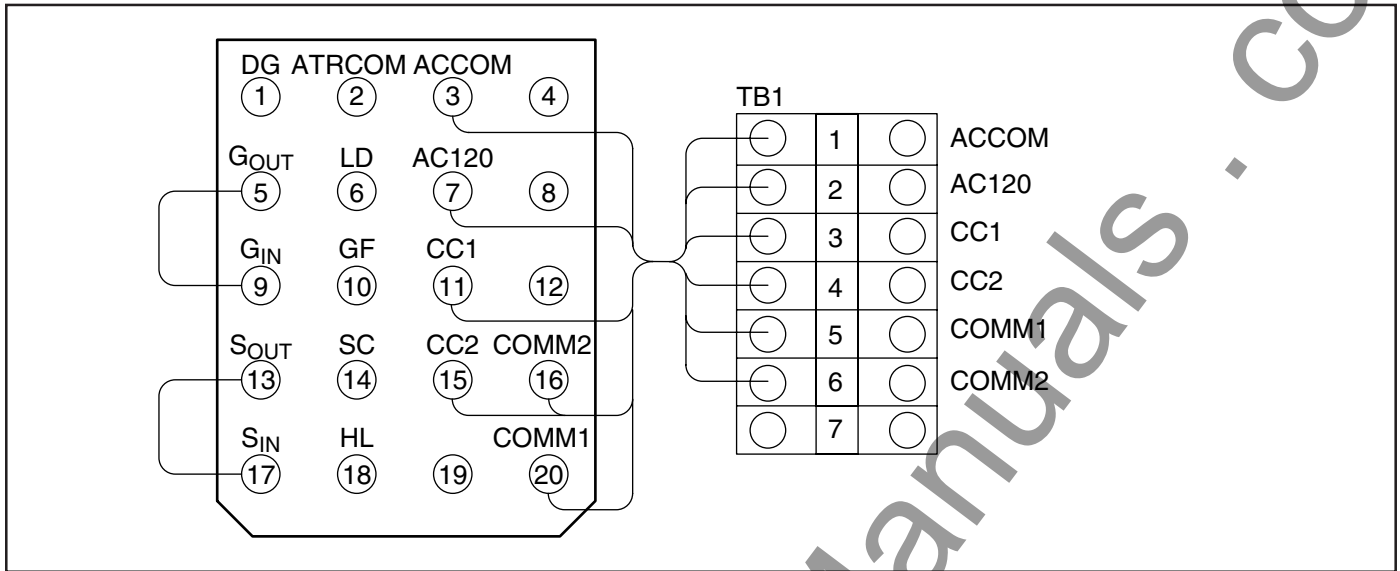 DG ATRCOM ACCOM
1 2 3 4
GOUT LD AC120
5 6 7 8
GIN GF CC1
9 10 11 12
SOUT SC CC2 COMM2
13 14 15 16
SIN HL COMM1
17 18 19 20
TB1
1 ACCOM
2 AC120
3 CC1
4 CC2
5 COMM1
6 COMM2
7